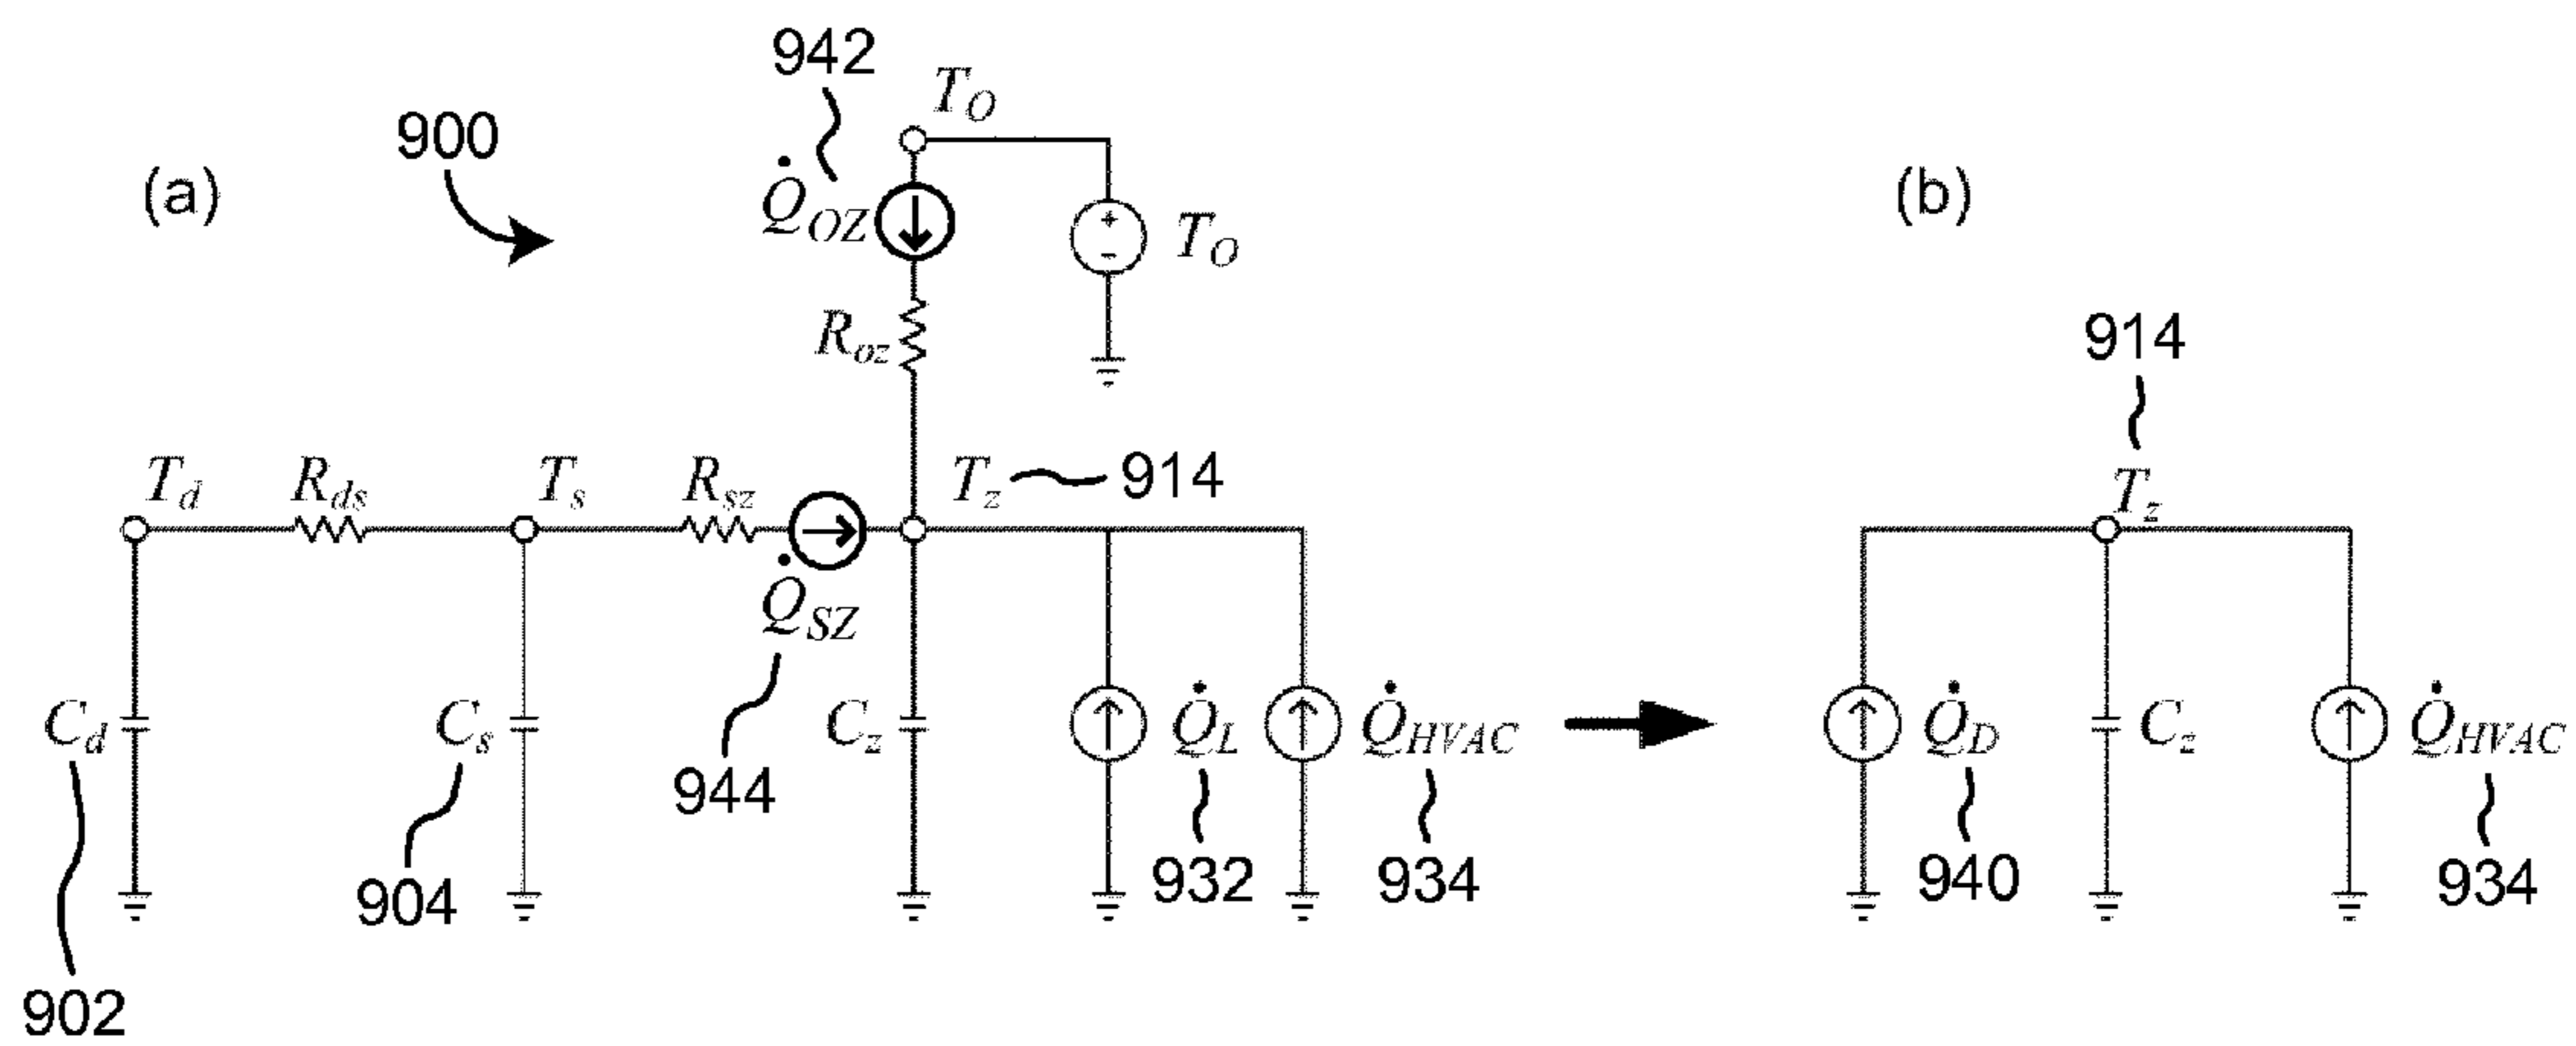 942
T_O
900
(a)
(b)
Q̇_OZ
+
-
T_O
R_oz
914
T_d
R_ds
T_s
R_sz
T_z
914
T_z
Q̇_SZ
C_d
C_s
C_z
Q̇_L
Q̇_HVAC
Q̇_D
C_z
Q̇_HVAC
944
932
934
940
934
904
902